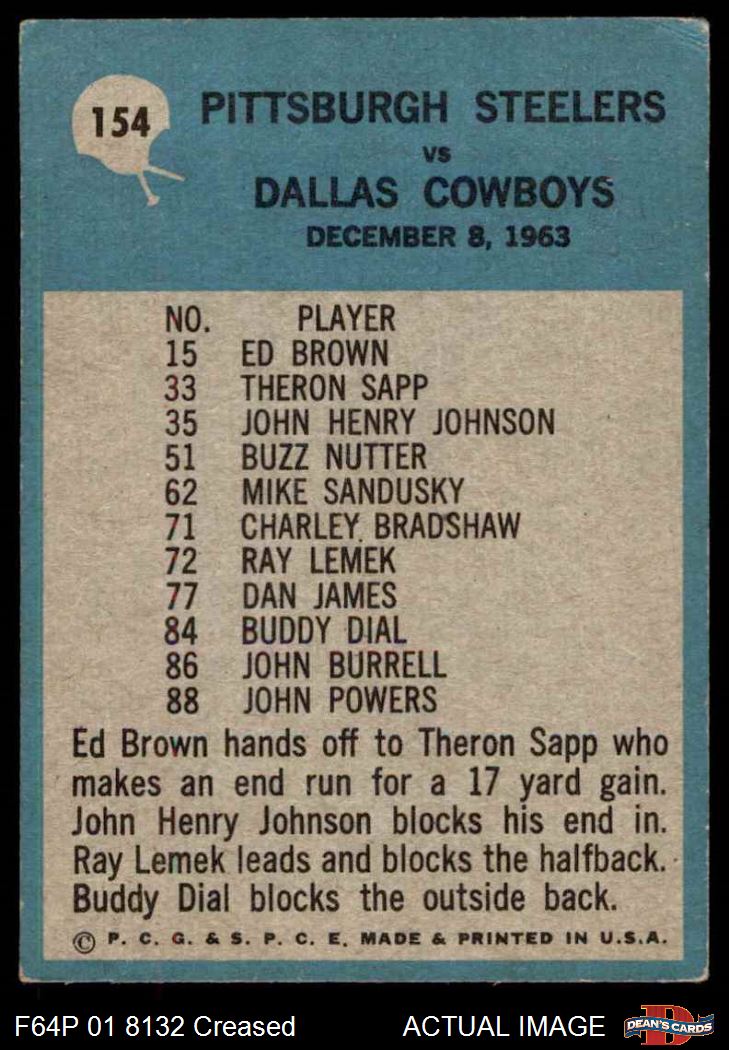 154
PITTSBURGH STEELERS
VS
DALLAS COWBOYS
DECEMBER 8, 1963
NO. PLAYER
15 ED BROWN
33 THERON SAPP
35 JOHN HENRY JOHNSON
51 BUZZ NUTTER
62 MIKE SANDUSKY
71 CHARLEY BRADSHAW
72 RAY LEMEK
77 DAN JAMES
84 BUDDY DIAL
86 JOHN BURRELL
88 JOHN POWERS
Ed Brown hands off to Theron Sapp who
makes an end run for a 17 yard gain.
John Henry Johnson blocks his end in.
Ray Lemek leads and blocks the halfback.
Buddy Dial blocks the outside back.
© P. C. G. & S. P. C. E. MADE & PRINTED IN U.S.A.
F64P 01 8132 Creased ACTUAL IMAGE
D
DEAN'S CARDS